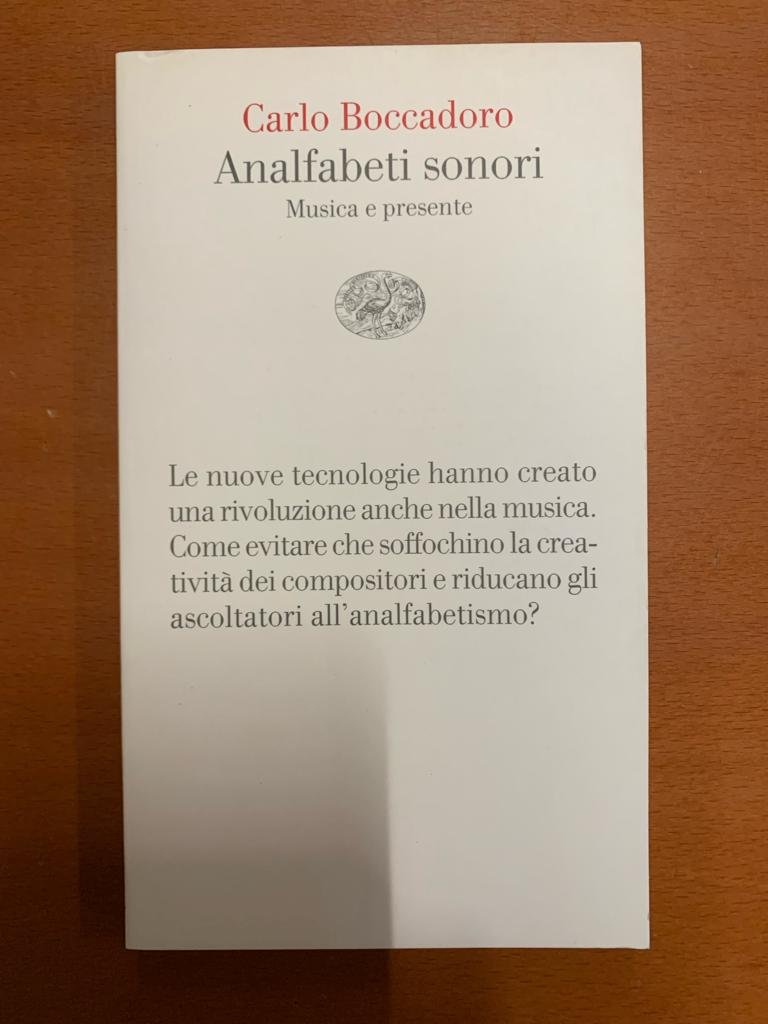 Carlo Boccadoro
Analfabeti sonori
Musica e presente
Le nuove tecnologie hanno creato
una rivoluzione anche nella musica.
Come evitare che soffochino la crea-
tività dei compositori e riducano gli
ascoltatori all’analfabetismo?